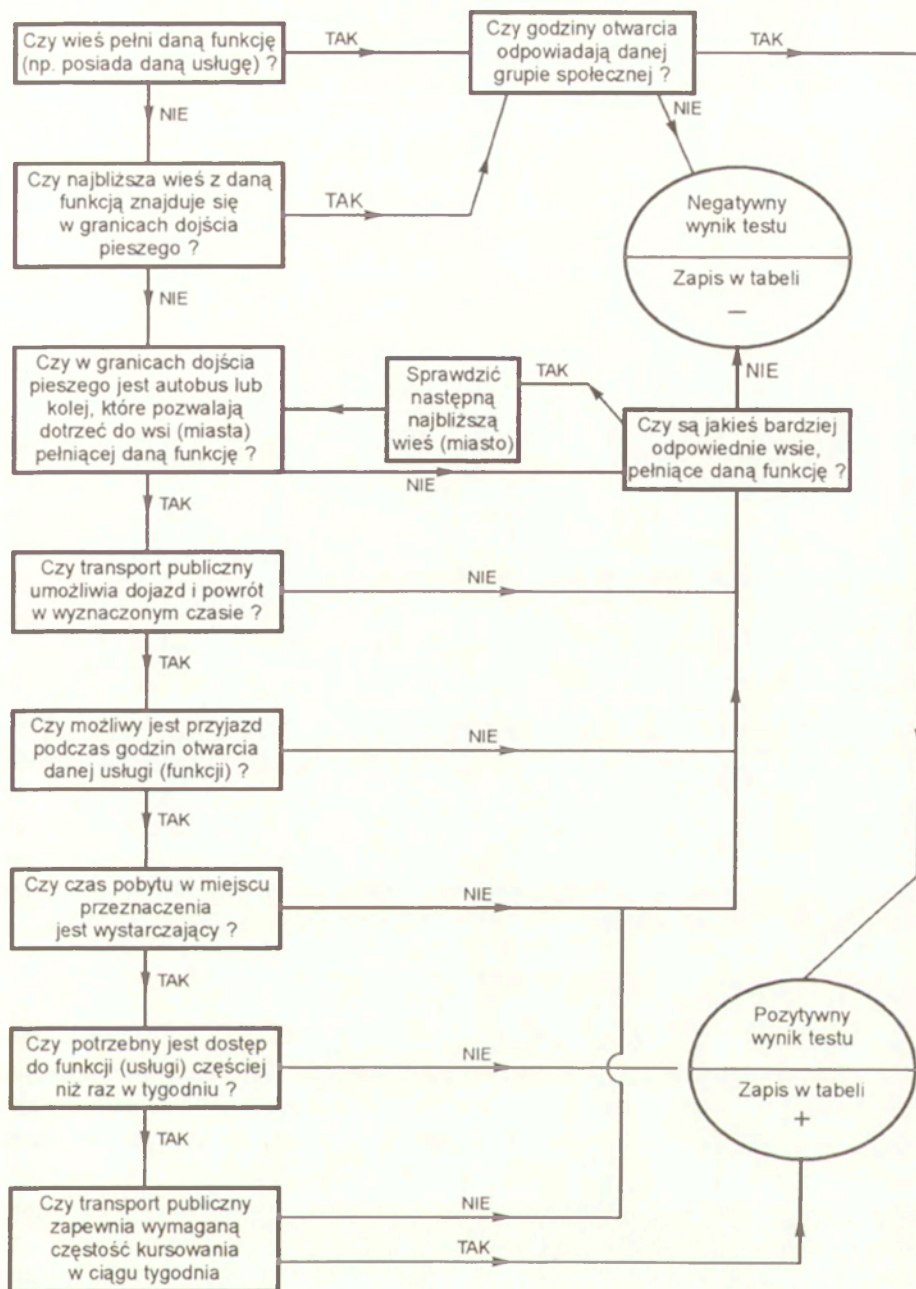 Czy wieś pełni daną funkcję
(np. posiada daną usługę) ?
TAK
Czy godziny otwarcia
odpowiadają danej
grupie społecznej ?
TAK
NIE
NIE
Czy najbliższa wieś z daną
funkcją znajduje się
w granicach dojścia
pieszego ?
TAK
Negatywny
wynik testu
Zapis w tabeli
–
NIE
NIE
Czy w granicach dojścia
pieszego jest autobus lub
kolej, które pozwalają
dotrzeć do wsi (miasta)
pełniącej daną funkcję ?
Sprawdzić
następną
najbliższą
wieś (miasto)
TAK
Czy są jakieś bardziej
odpowiednie wsie,
pełniące daną funkcję ?
NIE
TAK
Czy transport publiczny
umożliwia dojazd i powrót
w wyznaczonym czasie ?
NIE
TAK
Czy możliwy jest przyjazd
podczas godzin otwarcia
danej usługi (funkcji) ?
NIE
TAK
Czy czas pobytu w miejscu
przeznaczenia
jest wystarczający ?
NIE
TAK
Czy potrzebny jest dostęp
do funkcji (usługi) częściej
niż raz w tygodniu ?
NIE
Pozytywny
wynik testu
Zapis w tabeli
+
TAK
Czy transport publiczny
zapewnia wymaganą
częstość kursowania
w ciągu tygodnia
NIE
TAK